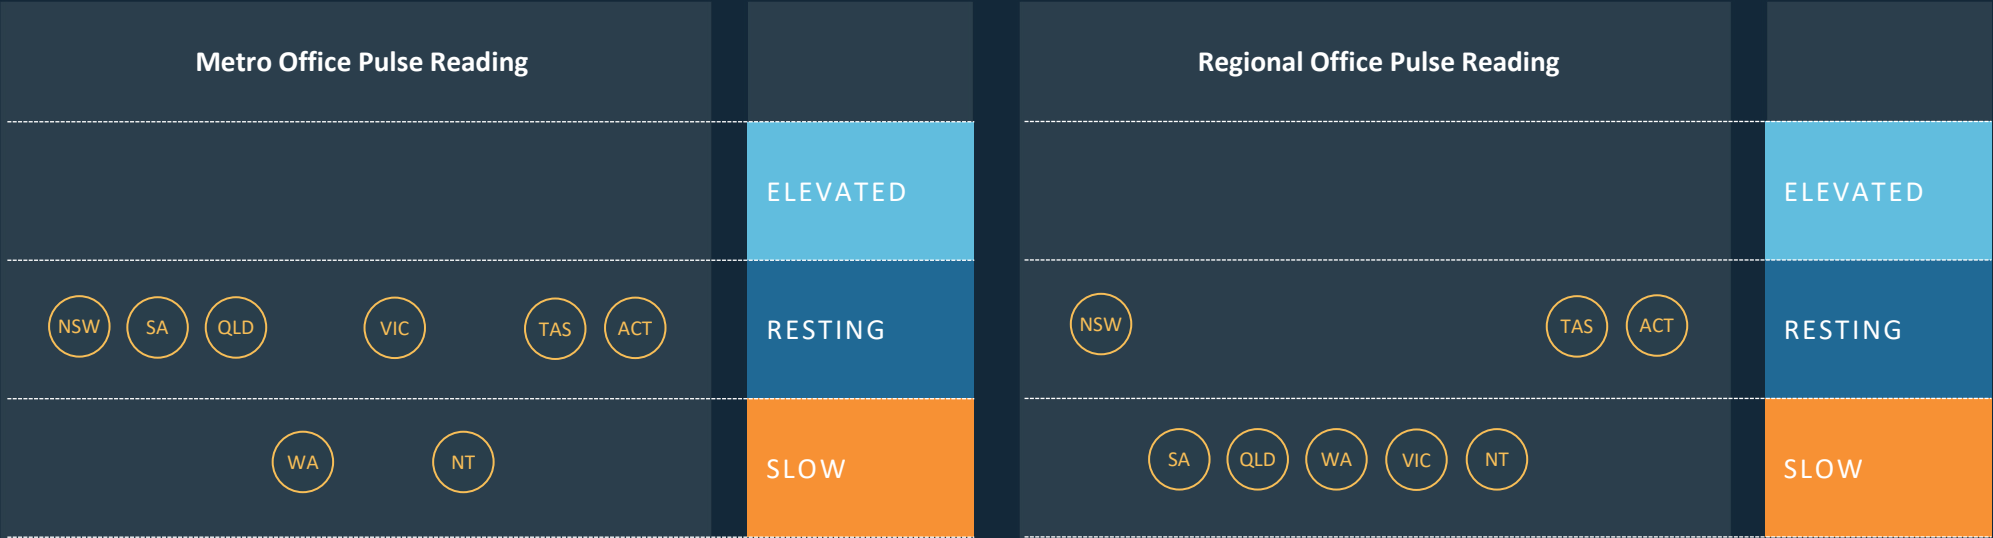 Metro Office Pulse Reading
ELEVATED
NSW SA QLD VIC TAS ACT RESTING
WA NT SLOW
Regional Office Pulse Reading
ELEVATED
NSW TAS ACT RESTING
SA QLD WA VIC NT SLOW